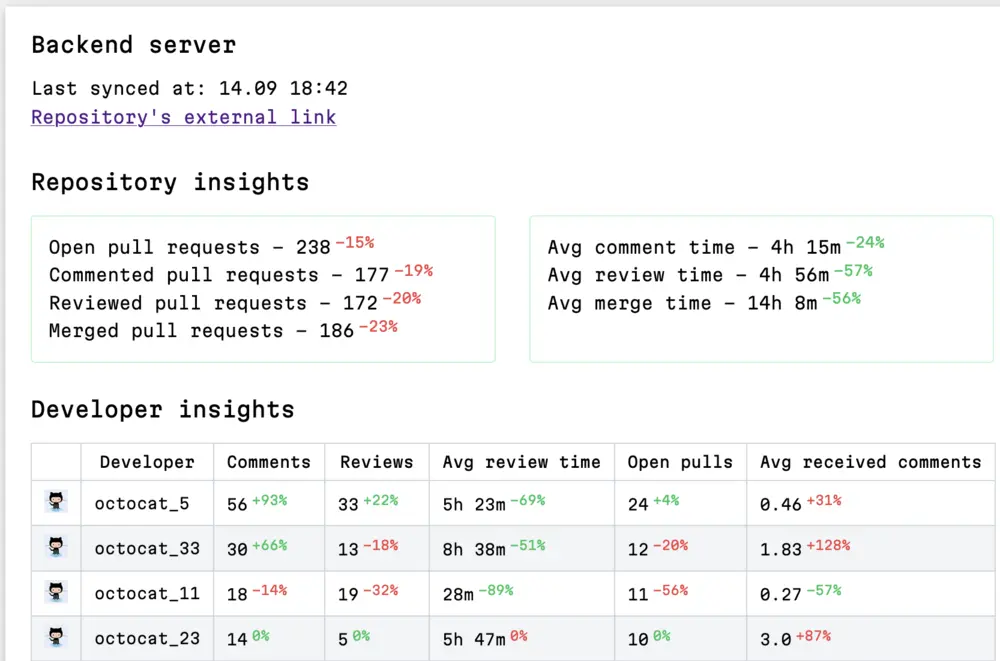 Backend server
Last synced at: 14.09 18:42
Repository's external link
Repository insights
Open pull requests – 238 -15%
Commented pull requests – 177 -19%
Reviewed pull requests – 172 -20%
Merged pull requests – 186 -23%
Avg comment time – 4h 15m -24%
Avg review time – 4h 56m -57%
Avg merge time – 14h 8m -56%
Developer insights
Developer Comments Reviews Avg review time Open pulls Avg received comments
octocat_5 56 +93% 33 +22% 5h 23m -69% 24 +4% 0.46 +31%
octocat_33 30 +66% 13 -18% 8h 38m -51% 12 -20% 1.83 +128%
octocat_11 18 -14% 19 -32% 28m -89% 11 -56% 0.27 -57%
octocat_23 14 0% 5 0% 5h 47m 0% 10 0% 3.0 +87%